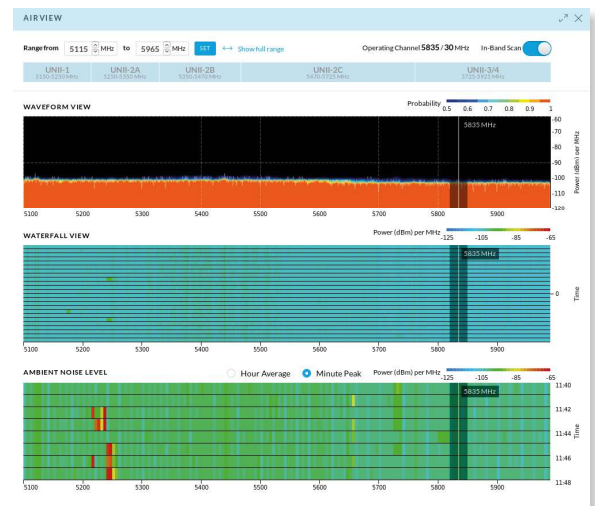 AIRVIEW
Range from 5115 MHz to 5965 MHz SET Show full range Operating Channel 5835 / 30 MHz In-Band Scan
UNII-1 UNII-2A UNII-2B UNII-2C UNII-3/4
5150-5250 MHz 5250-5350 MHz 5350-5470 MHz 5470-5725 MHz 5725-5925 MHz
WAVEFORM VIEW Probability 0.5 0.6 0.7 0.8 0.9 1
5835 MHz
-60
-70
-80
-90
-100
-110
-120
Power (dBm) per MHz
5100 5200 5300 5400 5500 5600 5700 5800 5900
WATERFALL VIEW Power (dBm) per MHz -125 -105 -85 -65
5835 MHz
0
Time
5100 5200 5300 5400 5500 5600 5700 5800 5900
AMBIENT NOISE LEVEL Hour Average Minute Peak Power (dBm) per MHz -125 -105 -85 -65
5835 MHz
11:40
11:42
11:44
11:46
11:48
Time
5100 5200 5300 5400 5500 5600 5700 5800 5900